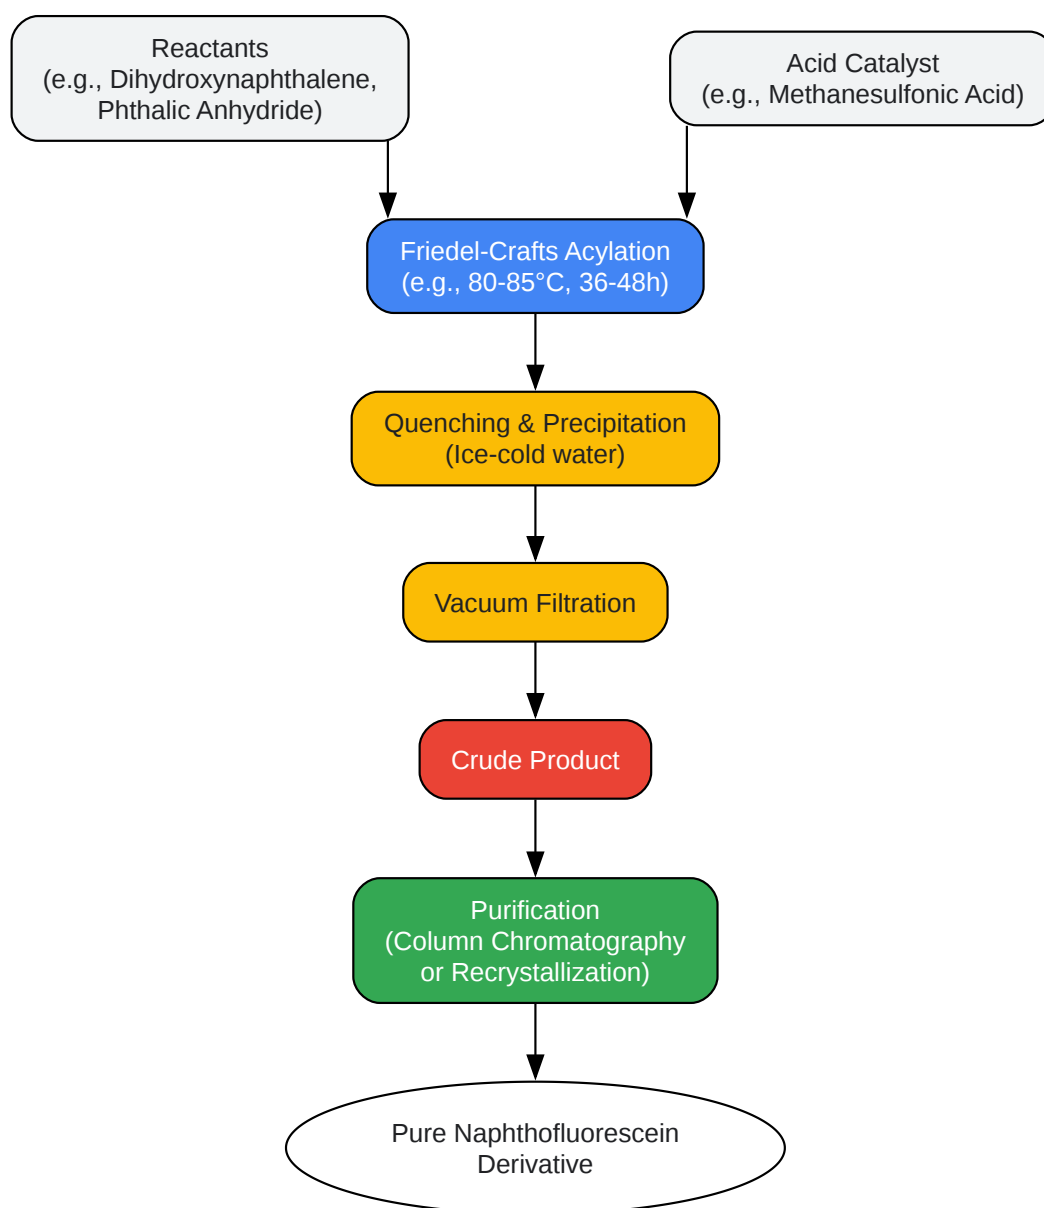 Reactants
(e.g., Dihydroxynaphthalene,
Phthalic Anhydride)
Acid Catalyst
(e.g., Methanesulfonic Acid)
Friedel-Crafts Acylation
(e.g., 80-85°C, 36-48h)
Quenching & Precipitation
(Ice-cold water)
Vacuum Filtration
Crude Product
Purification
(Column Chromatography
or Recrystallization)
Pure Naphthofluorescein
Derivative